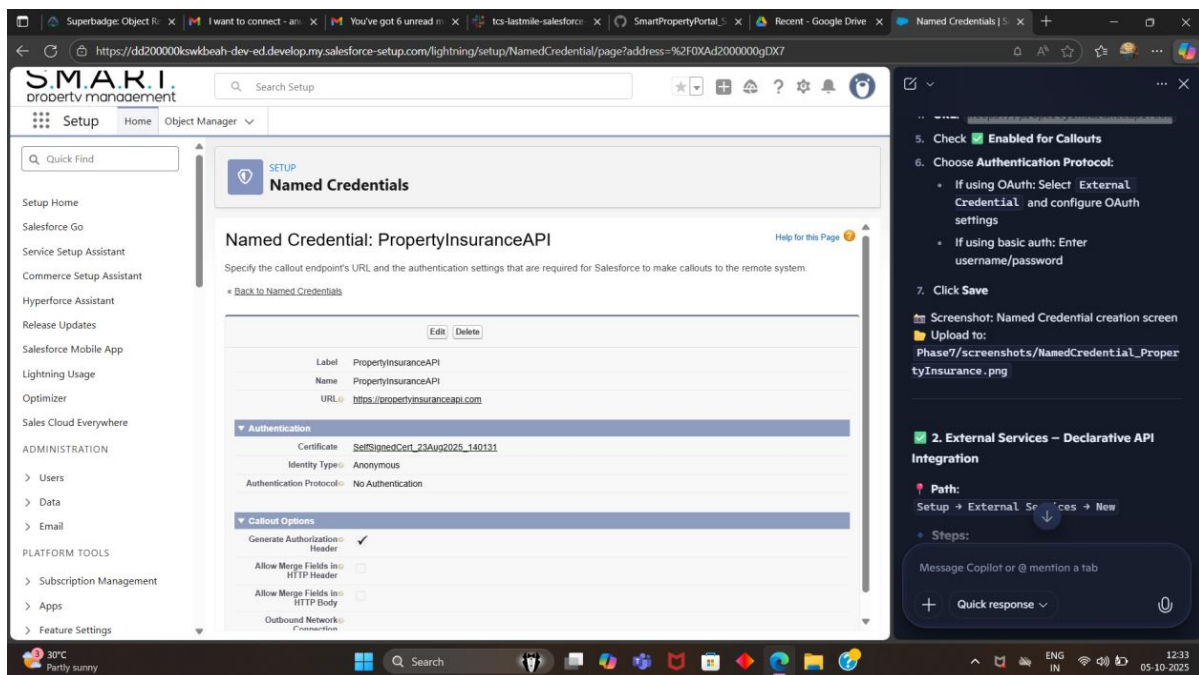 Superbadge: Object Re
I want to connect - ani
You've got 6 unread m
tcs-lastmile-salesforce-
SmartPropertyPortal_S
Recent - Google Drive
Named Credentials | S
https://dd200000kswkbeah-dev-ed.develop.my.salesforce-setup.com/lightning/setup/NamedCredential/page?address=%2F0XAd2000000gDX7
S.M.A.R.T.
property management
Search Setup
Setup
Home
Object Manager
Quick Find
Setup Home
Salesforce Go
Service Setup Assistant
Commerce Setup Assistant
Hyperforce Assistant
Release Updates
Salesforce Mobile App
Lightning Usage
Optimizer
Sales Cloud Everywhere
ADMINISTRATION
Users
Data
Email
PLATFORM TOOLS
Subscription Management
Apps
Feature Settings
SETUP
Named Credentials
Named Credential: PropertyInsuranceAPI
Help for this Page
Specify the callout endpoint's URL and the authentication settings that are required for Salesforce to make callouts to the remote system.
« Back to Named Credentials
Edit Delete
Label PropertyInsuranceAPI
Name PropertyInsuranceAPI
URL https://propertyinsuranceapi.com
Authentication
Certificate SelfSignedCert_23Aug2025_140131
Identity Type Anonymous
Authentication Protocol No Authentication
Callout Options
Generate Authorization
Header
Allow Merge Fields in
HTTP Header
Allow Merge Fields in
HTTP Body
Outbound Network
Connection
5. Check ✅ Enabled for Callouts
6. Choose Authentication Protocol:
• If using OAuth: Select External
Credential and configure OAuth
settings
• If using basic auth: Enter
username/password
7. Click Save
📸 Screenshot: Named Credential creation screen
📂 Upload to:
Phase7/screenshots/NamedCredential_Proper
tyInsurance.png
✅ 2. External Services – Declarative API
Integration
📍 Path:
Setup → External Services → New
Steps:
Message Copilot or @ mention a tab
Quick response
3
30°C
Partly sunny
Search
ENG
IN
12:33
05-10-2025